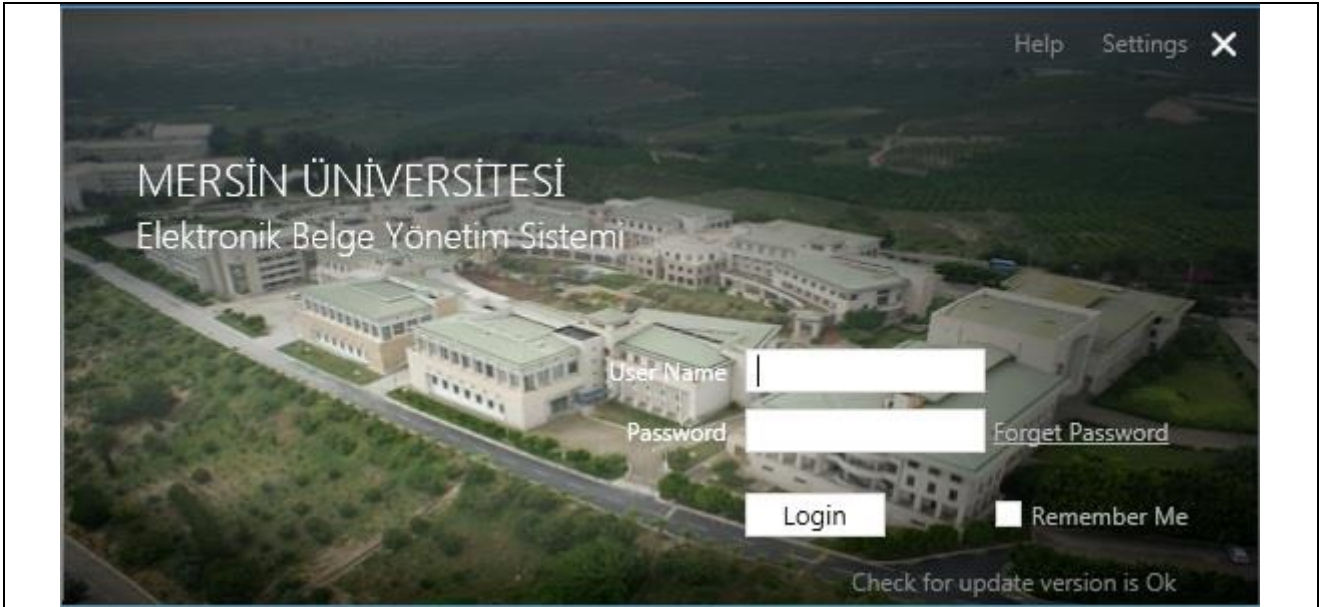 Help Settings
MERSİN ÜNİVERSİTESİ
Elektronik Belge Yönetim Sistemi
User Name
Password Forget Password
Login Remember Me
Check for update version is Ok